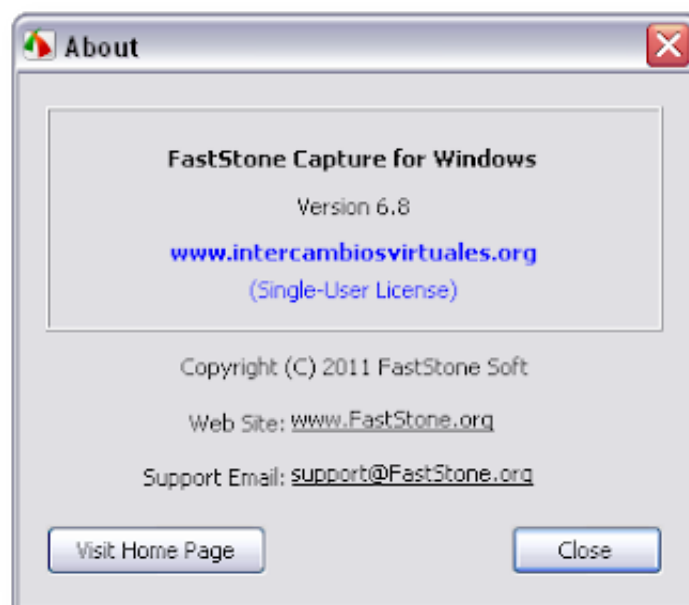 About
FastStone Capture for Windows
Version 6.8
www.intercambiosvirtuales.org
(Single-User License)
Copyright (C) 2011 FastStone Soft
Web Site: www.FastStone.org
Support Email: support@FastStone.org
Visit Home Page Close